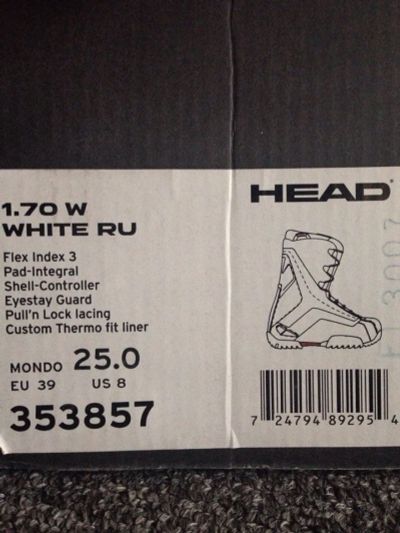 HEAD
1.70 W
WHITE RU
Flex Index 3
Pad-Integral
Shell-Controller
Eyestay Guard
Pull'n Lock lacing
Custom Thermo fit liner
MONDO 25.0
EU 39 US 8
353857
7 24794 89295 4